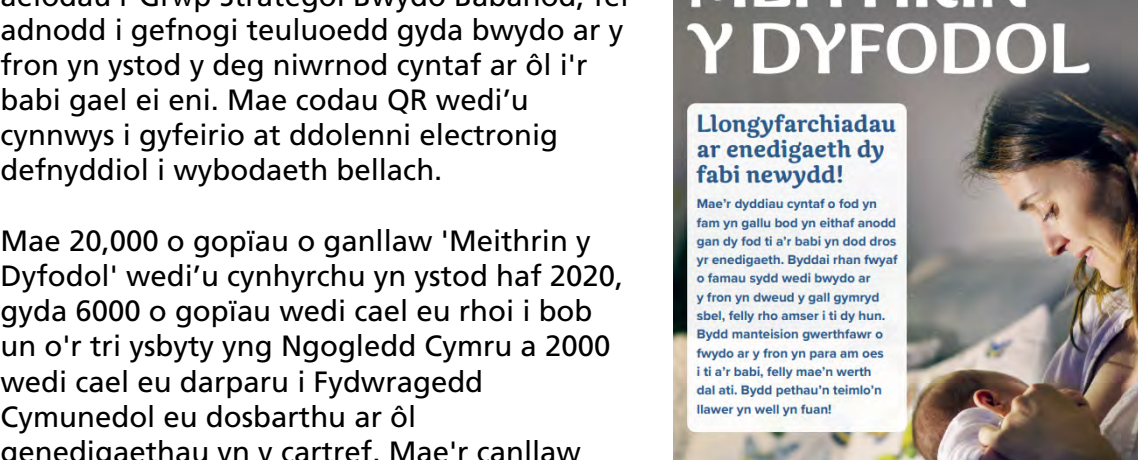 aelodau i Grŵp Strategol Bwydo Babanod, fel
adnodd i gefnogi teuluoedd gyda bwydo ar y
fron yn ystod y deg niwrnod cyntaf ar ôl i'r
babi gael ei eni. Mae codau QR wedi’u
cynnwys i gyfeirio at ddolenni electronig
defnyddiol i wybodaeth bellach.
Mae 20,000 o gopïau o ganllaw 'Meithrin y
Dyfodol' wedi’u cynhyrchu yn ystod haf 2020,
gyda 6000 o gopïau wedi cael eu rhoi i bob
un o'r tri ysbyty yng Ngogledd Cymru a 2000
wedi cael eu darparu i Fydwragedd
Cymunedol eu dosbarthu ar ôl
genedigaethau yn y cartref. Mae'r canllaw
MEITHRIN
Y DYFODOL
Llongyfarchiadau
ar enedigaeth dy
fabi newydd!
Mae'r dyddiau cyntaf o fod yn
fam yn gallu bod yn eithaf anodd
gan dy fod ti a'r babi yn dod dros
yr enedigaeth. Byddai rhan fwyaf
o famau sydd wedi bwydo ar
y fron yn dweud y gall gymryd
sbel, felly rho amser i ti dy hun.
Bydd manteision gwerthfawr o
fwydo ar y fron yn para am oes
i ti a'r babi, felly mae'n werth
dal ati. Bydd pethau'n teimlo'n
llawer yn well yn fuan!